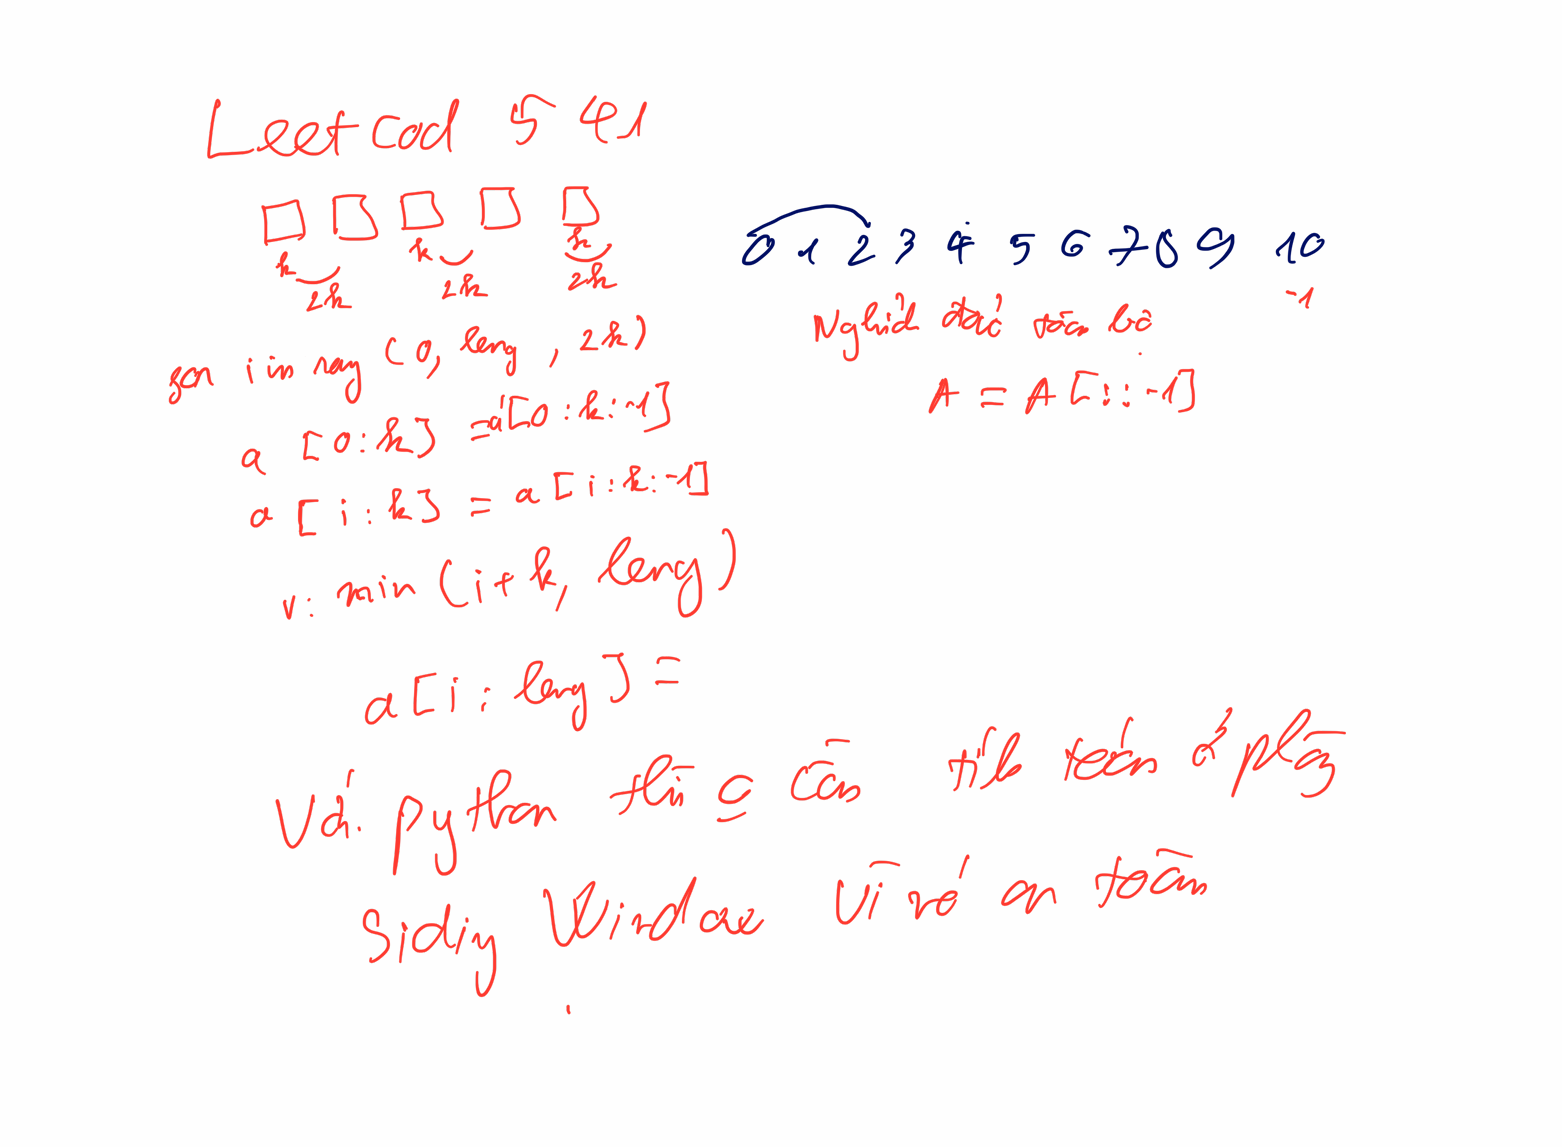 Leetcod 541
k 2k k 2k k 2k
for i in rang (0, leng, 2k)
a [0:k] = a[0:k:-1]
a [i:k] = a[i:k:-1]
v: min (i+k, leng)
a[i: leng] =
Với python thì cần tính toán ở phần
Siding Window vì nó an toàn
0 1 2 3 4 5 6 7 8 9 10
-1
Nghịch đảo toàn bộ
A = A[::-1]